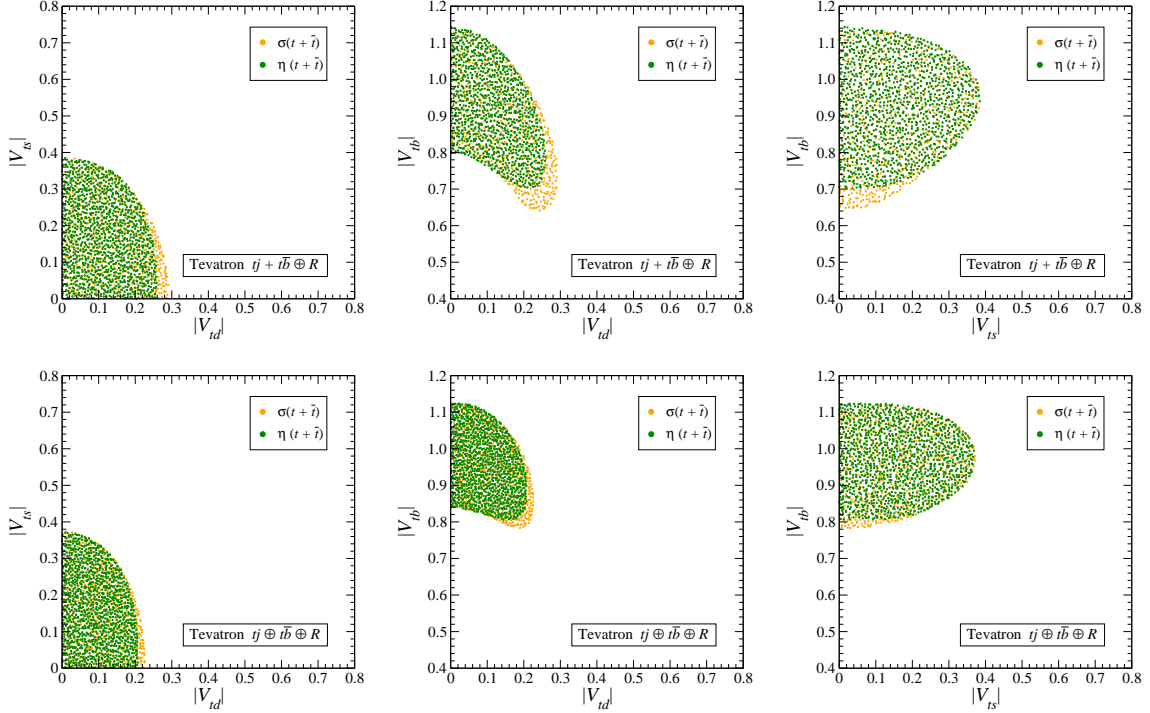 0.8
0.7
0.6
0.5
0.4
0.3
0.2
0.1
0
|V_ts|
σ(t + t̄)
η (t + t̄)
Tevatron tj + tb̄ ⊕ R
0 0.1 0.2 0.3 0.4 0.5 0.6 0.7 0.8
|V_td|
1.2
1.1
1.0
0.9
0.8
0.7
0.6
0.5
0.4
|V_tb|
σ(t + t̄)
η (t + t̄)
Tevatron tj + tb̄ ⊕ R
0 0.1 0.2 0.3 0.4 0.5 0.6 0.7 0.8
|V_td|
1.2
1.1
1.0
0.9
0.8
0.7
0.6
0.5
0.4
|V_tb|
σ(t + t̄)
η (t + t̄)
Tevatron tj + tb̄ ⊕ R
0 0.1 0.2 0.3 0.4 0.5 0.6 0.7 0.8
|V_ts|
0.8
0.7
0.6
0.5
0.4
0.3
0.2
0.1
0
|V_ts|
σ(t + t̄)
η (t + t̄)
Tevatron tj ⊕ tb̄ ⊕ R
0 0.1 0.2 0.3 0.4 0.5 0.6 0.7 0.8
|V_td|
1.2
1.1
1.0
0.9
0.8
0.7
0.6
0.5
0.4
|V_tb|
σ(t + t̄)
η (t + t̄)
Tevatron tj ⊕ tb̄ ⊕ R
0 0.1 0.2 0.3 0.4 0.5 0.6 0.7 0.8
|V_td|
1.2
1.1
1.0
0.9
0.8
0.7
0.6
0.5
0.4
|V_tb|
σ(t + t̄)
η (t + t̄)
Tevatron tj ⊕ tb̄ ⊕ R
0 0.1 0.2 0.3 0.4 0.5 0.6 0.7 0.8
|V_ts|